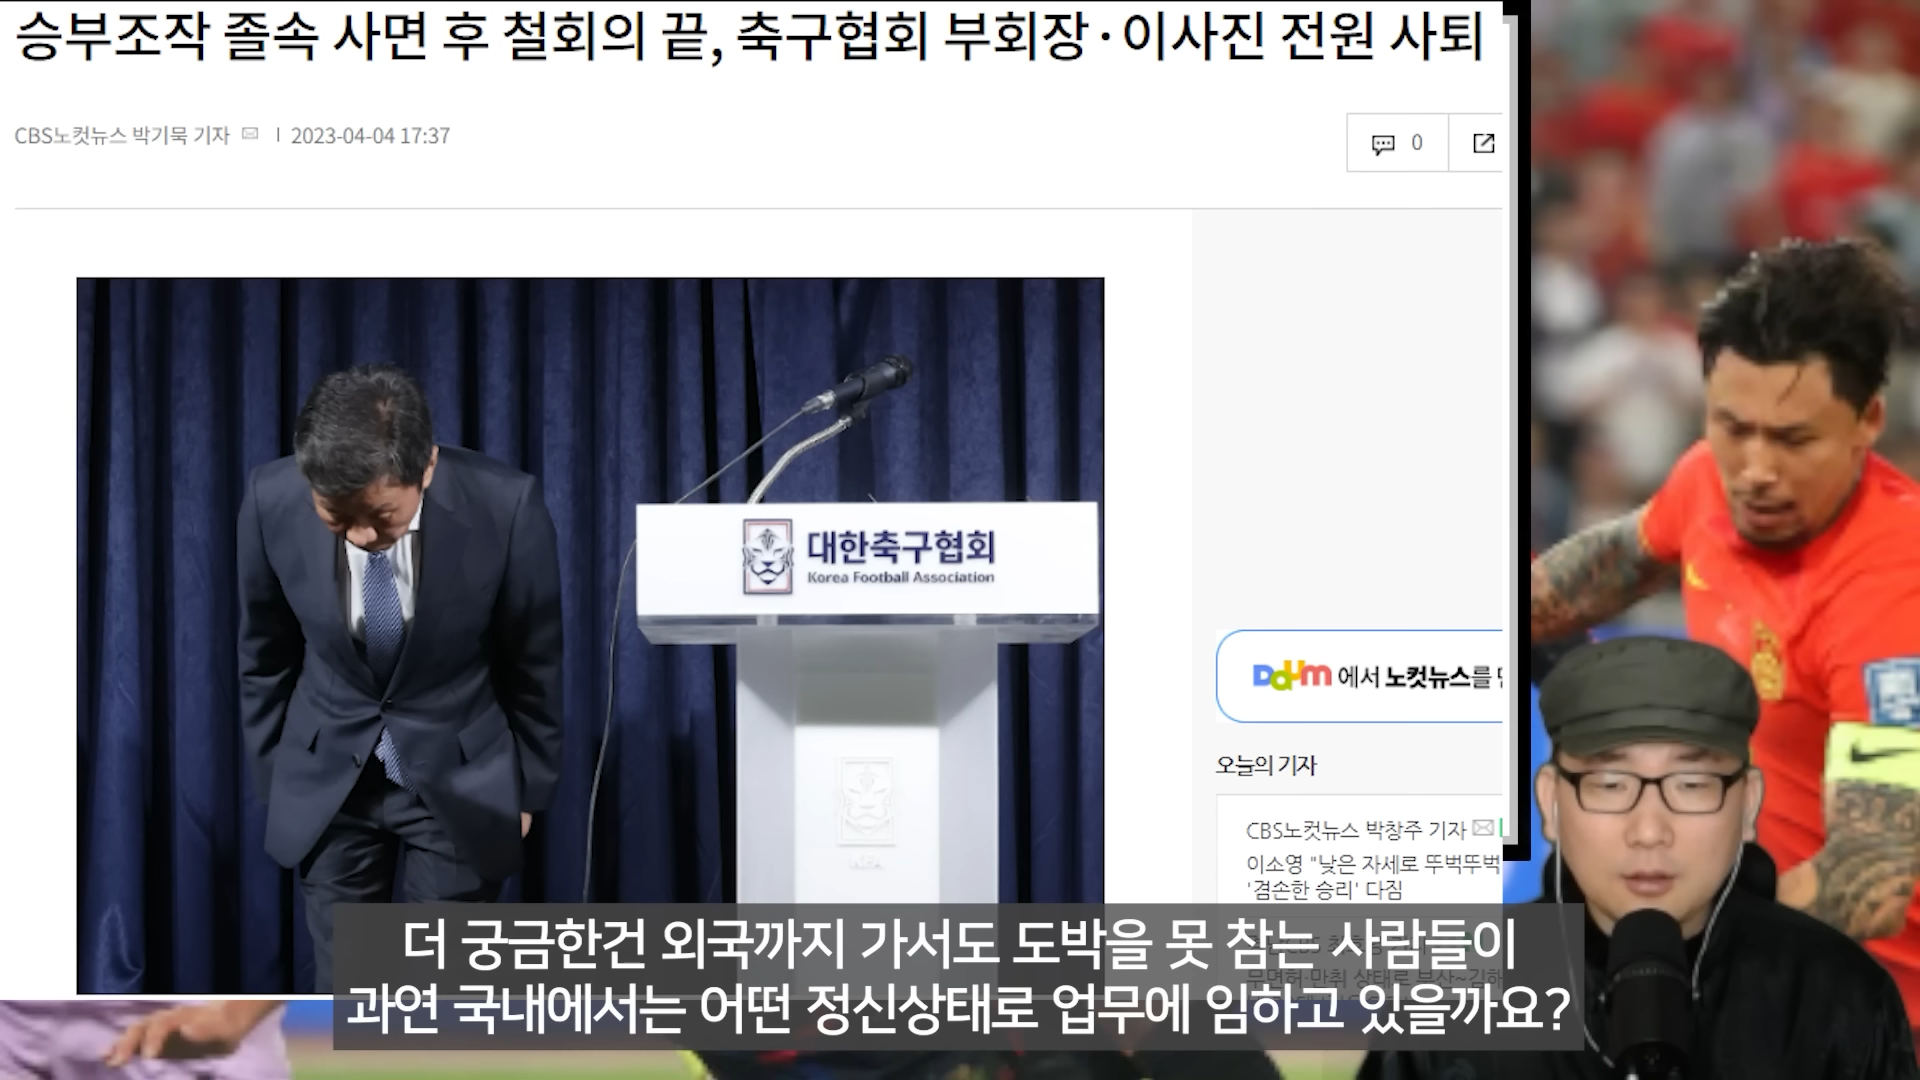 승부조작 졸속 사면 후 철회의 끝, 축구협회 부회장·이사진 전원 사퇴
CBS노컷뉴스 박기묵 기자
2023-04-04 17:37
0
대한축구협회
Korea Football Association
Daum에서 노컷뉴스를
오늘의 기자
CBS노컷뉴스 박창주 기자
이소영 "낮은 자세로 뚜벅뚜벅
'겸손한 승리' 다짐
더 궁금한건 외국까지 가서도 도박을 못 참는 사람들이
과연 국내에서는 어떤 정신상태로 업무에 임하고 있을까요?